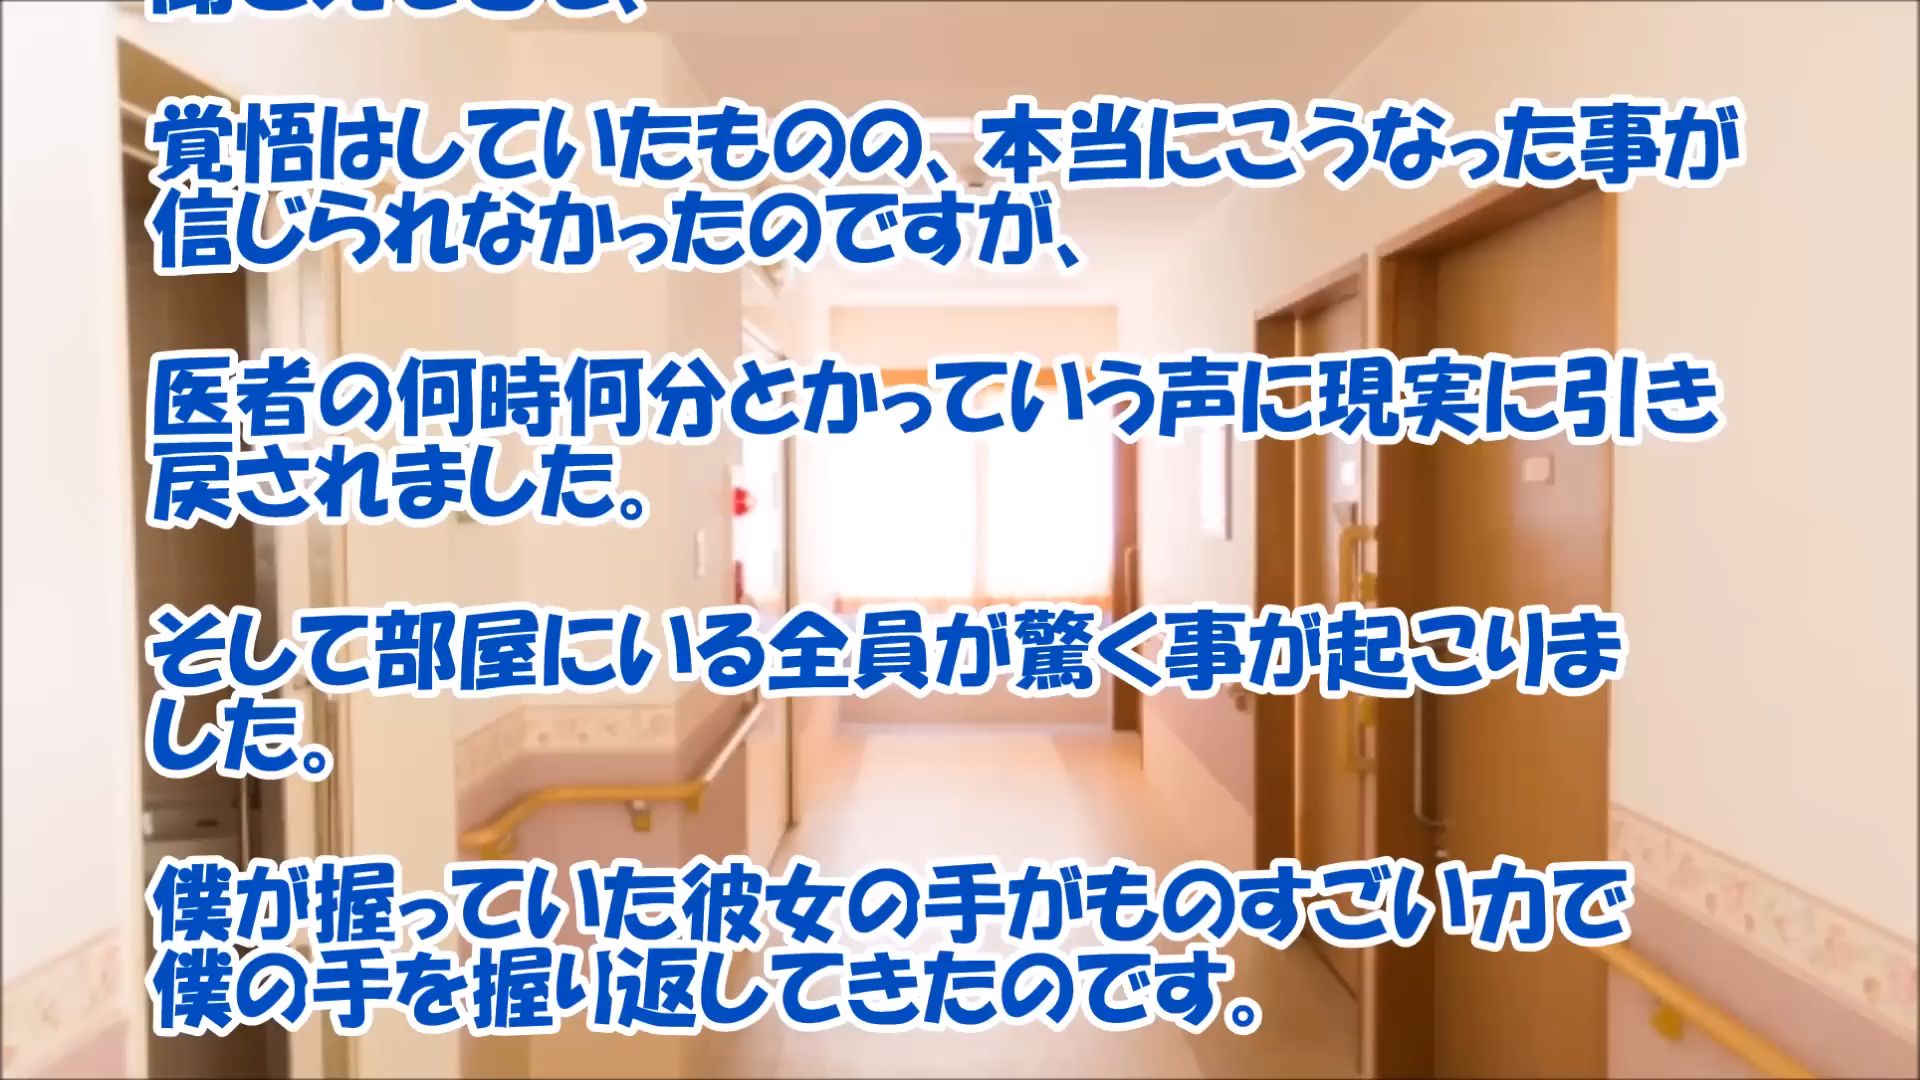 覚悟はしていたものの、本当にこうなった事が
信じられなかったのですが、
医者の何時何分とかっていう声に現実に引き
戻されました。
そして部屋にいる全員が驚く事が起こりま
した。
僕が握っていた彼女の手がものすごい力で
僕の手を握り返してきたのです。